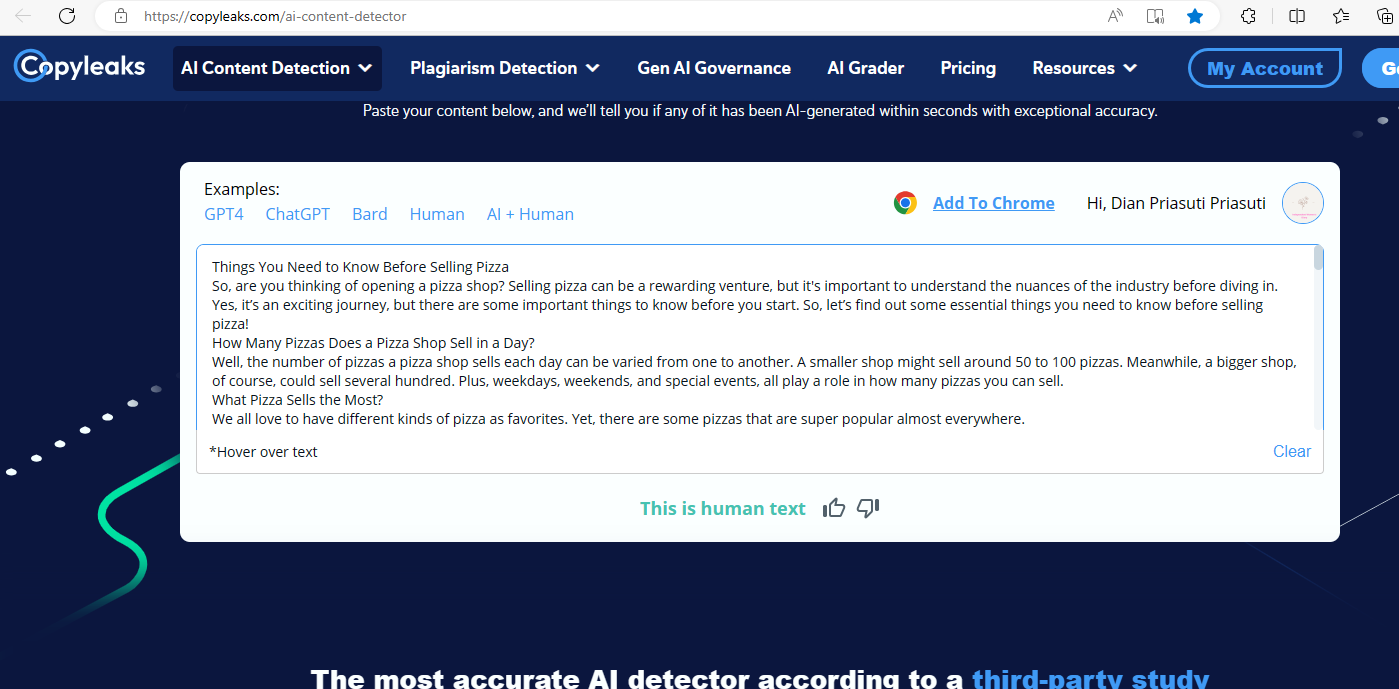 https://copyleaks.com/ai-content-detector
Copyleaks
AI Content Detection
Plagiarism Detection
Gen AI Governance
AI Grader
Pricing
Resources
My Account
Paste your content below, and we'll tell you if any of it has been AI-generated within seconds with exceptional accuracy.
Examples:
GPT4 ChatGPT Bard Human AI + Human
Add To Chrome
Hi, Dian Priasuti Priasuti
Things You Need to Know Before Selling Pizza
So, are you thinking of opening a pizza shop? Selling pizza can be a rewarding venture, but it's important to understand the nuances of the industry before diving in.
Yes, it’s an exciting journey, but there are some important things to know before you start. So, let’s find out some essential things you need to know before selling
pizza!
How Many Pizzas Does a Pizza Shop Sell in a Day?
Well, the number of pizzas a pizza shop sells each day can be varied from one to another. A smaller shop might sell around 50 to 100 pizzas. Meanwhile, a bigger shop,
of course, could sell several hundred. Plus, weekdays, weekends, and special events, all play a role in how many pizzas you can sell.
What Pizza Sells the Most?
We all love to have different kinds of pizza as favorites. Yet, there are some pizzas that are super popular almost everywhere.
*Hover over text
Clear
This is human text
The most accurate AI detector according to a third-party study